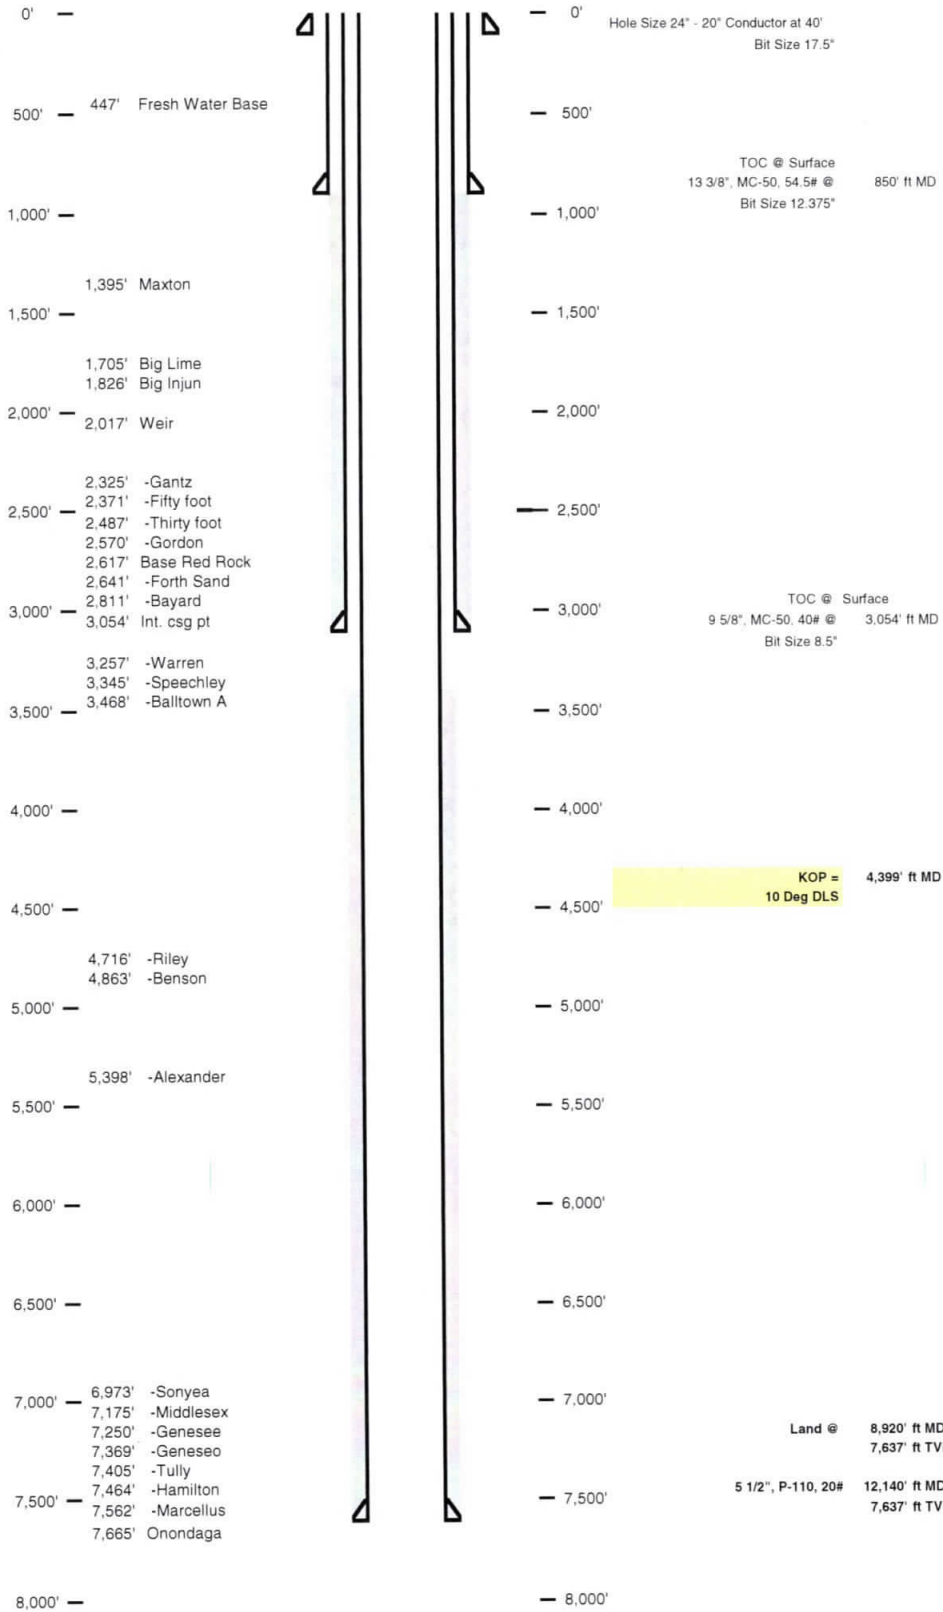 0' 0' Hole Size 24" - 20" Conductor at 40'
Bit Size 17.5"
447' Fresh Water Base
500' 500'
TOC @ Surface
13 3/8", MC-50, 54.5# @ 850' ft MD
Bit Size 12.375"
1,000' 1,000'
1,395' Maxton
1,500' 1,500'
1,705' Big Lime
1,826' Big Injun
2,000' 2,000'
2,017' Weir
2,325' -Gantz
2,371' -Fifty foot
2,500' 2,500'
2,487' -Thirty foot
2,570' -Gordon
2,617' Base Red Rock
2,641' -Forth Sand
2,811' -Bayard
TOC @ Surface
3,000' 3,000'
3,054' Int. csg pt
9 5/8", MC-50, 40# @ 3,054' ft MD
Bit Size 8.5"
3,257' -Warren
3,345' -Speechley
3,468' -Balltown A
3,500' 3,500'
4,000' 4,000'
KOP = 4,399' ft MD
10 Deg DLS
4,500' 4,500'
4,716' -Riley
4,863' -Benson
5,000' 5,000'
5,398' -Alexander
5,500' 5,500'
6,000' 6,000'
6,500' 6,500'
6,973' -Sonyea
7,000' 7,000'
7,175' -Middlesex
7,250' -Genesee
Land @ 8,920' ft MD
7,369' -Geneseo
7,637' ft TV
7,405' -Tully
7,464' -Hamilton
5 1/2", P-110, 20# 12,140' ft MD
7,500' 7,500'
7,562' -Marcellus
7,637' ft TV
7,665' Onondaga
8,000' 8,000'